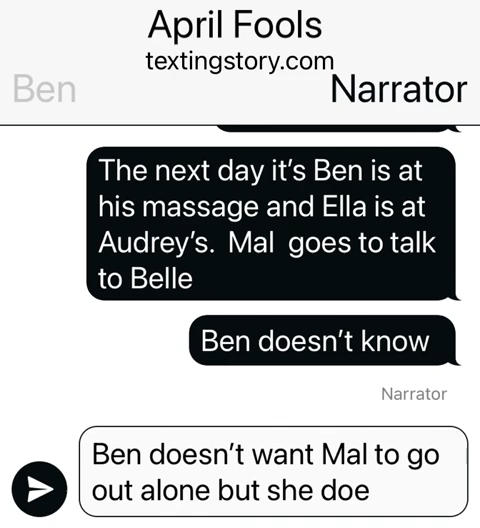 April Fools
textingstory.com
Ben
Narrator
The next day it's Ben is at
his massage and Ella is at
Audrey's.  Mal  goes to talk
to Belle
Ben doesn't know
Narrator
Ben doesn't want Mal to go
out alone but she doe